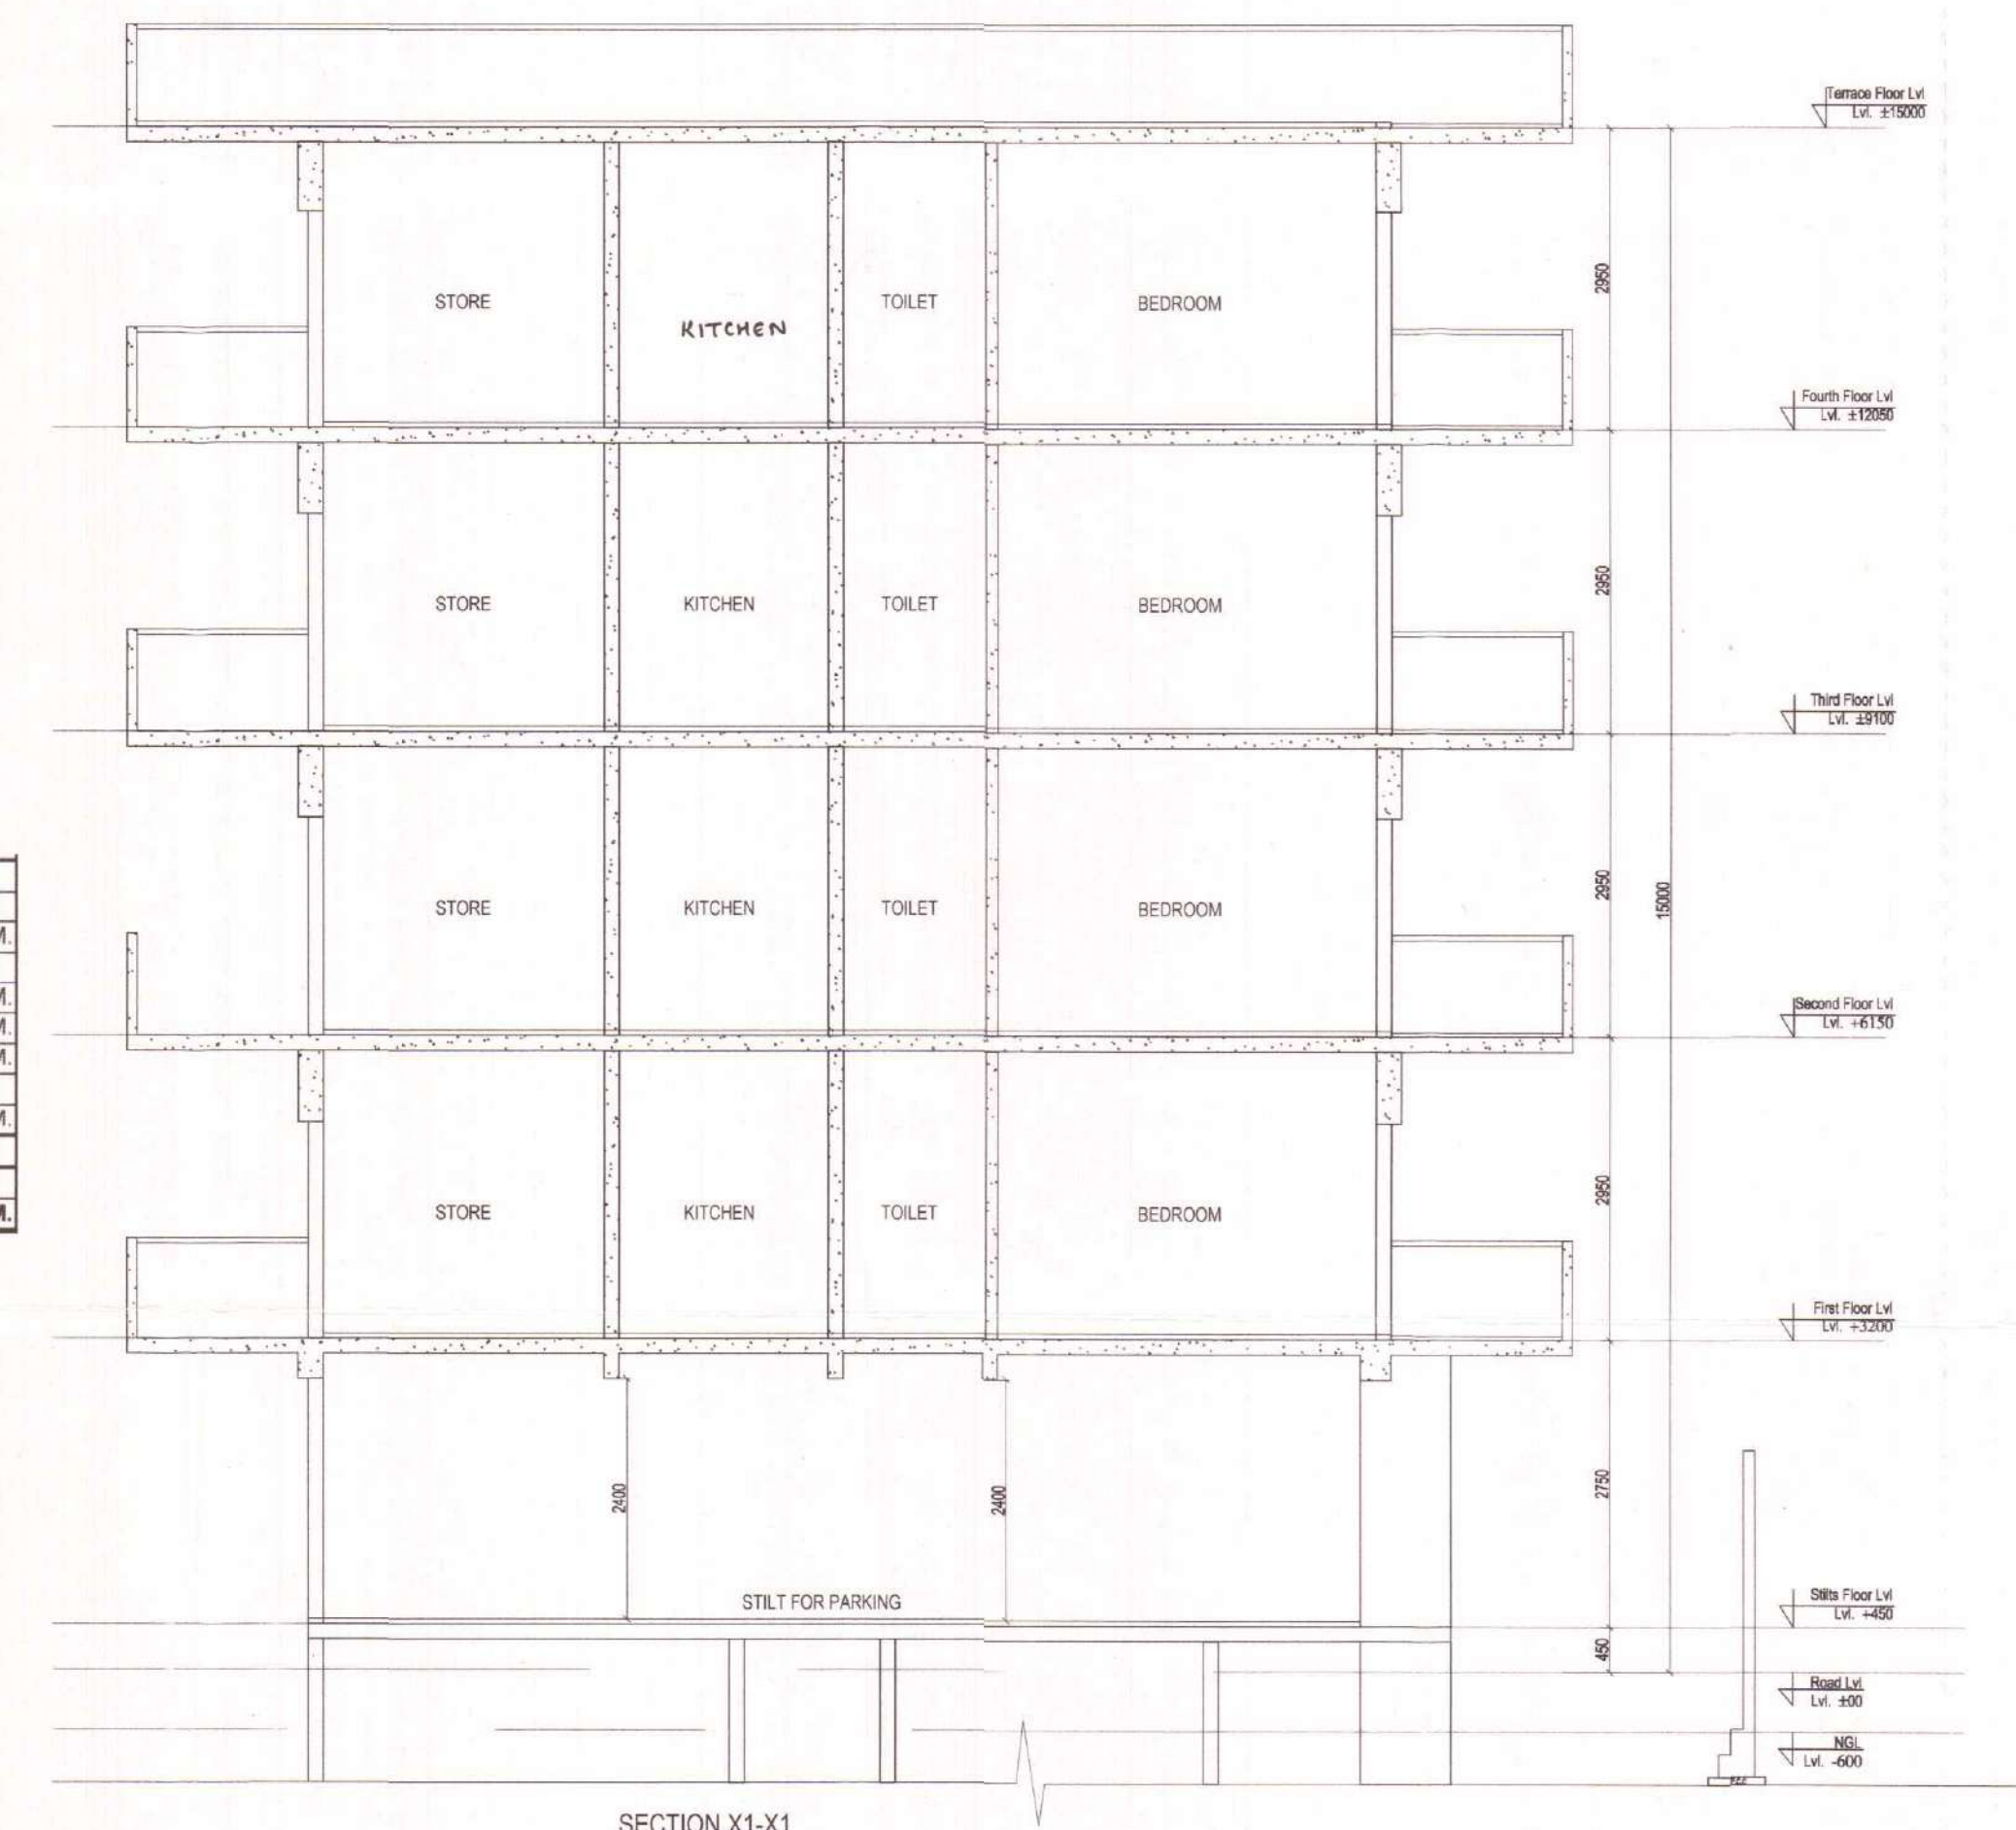 Terrace Floor Lvl
Lvl. ±15000
2950
STORE
KITCHEN
TOILET
BEDROOM
Fourth Floor Lvl
Lvl. ±12050
2950
STORE
KITCHEN
TOILET
BEDROOM
Third Floor Lvl
Lvl. ±9100
2950
15000
STORE
KITCHEN
TOILET
BEDROOM
M.
M.
M.
M.
M.
M.
Second Floor Lvl
Lvl. +6150
2950
STORE
KITCHEN
TOILET
BEDROOM
First Floor Lvl
Lvl. +3200
2400
2400
2750
STILT FOR PARKING
Stilts Floor Lvl
Lvl. +450
450
Road Lvl
Lvl. ±00
NGL
Lvl. -600
SECTION X1-X1